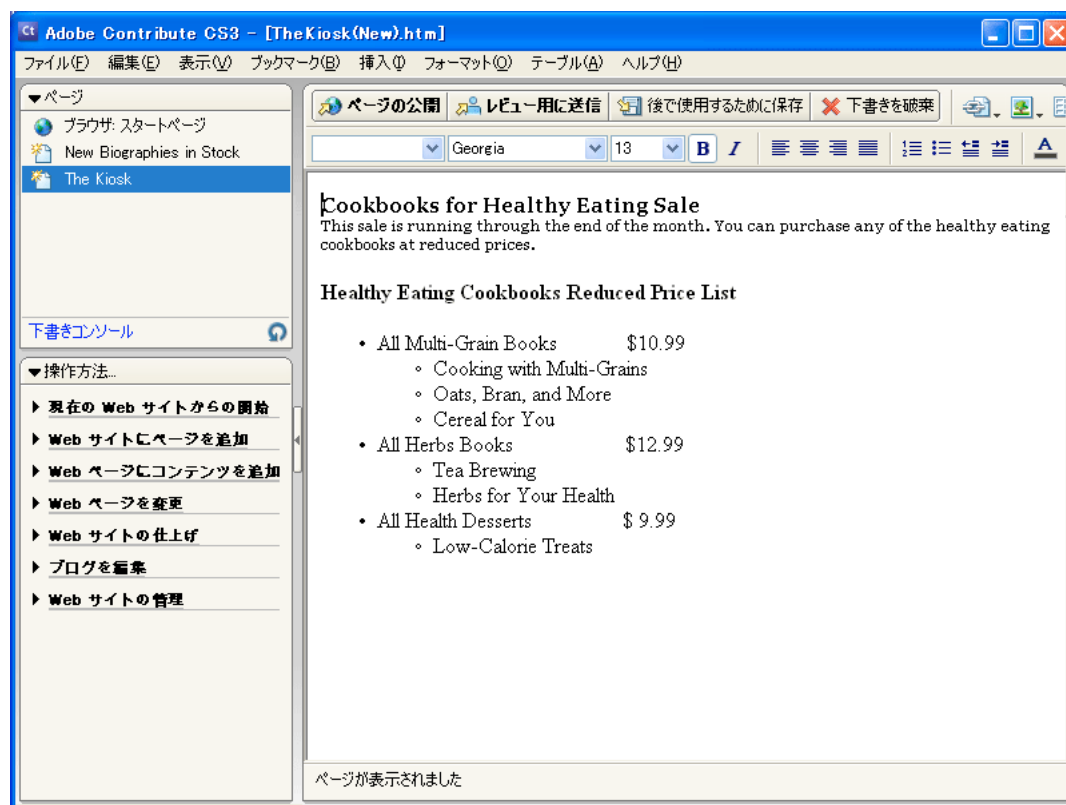 Ct Adobe Contribute CS3 - [TheKiosk(New).htm]
ファイル(F) 編集(E) 表示(V) ブックマーク(B) 挿入(I) フォーマット(O) テーブル(A) ヘルプ(H)
▼ページ
ブラウザ: スタートページ
New Biographies in Stock
The Kiosk
下書きコンソール
▼操作方法...
現在の Web サイトからの開始
Web サイトにページを追加
Web ページにコンテンツを追加
Web ページを変更
Web サイトの仕上げ
ブログを編集
Web サイトの管理
ページの公開 レビュー用に送信 後で使用するために保存 下書きを破棄
Georgia 13 B I A
Cookbooks for Healthy Eating Sale
This sale is running through the end of the month. You can purchase any of the healthy eating
cookbooks at reduced prices.
Healthy Eating Cookbooks Reduced Price List
• All Multi-Grain Books $10.99
◦ Cooking with Multi-Grains
◦ Oats, Bran, and More
◦ Cereal for You
• All Herbs Books $12.99
◦ Tea Brewing
◦ Herbs for Your Health
• All Health Desserts $ 9.99
◦ Low-Calorie Treats
ページが表示されました